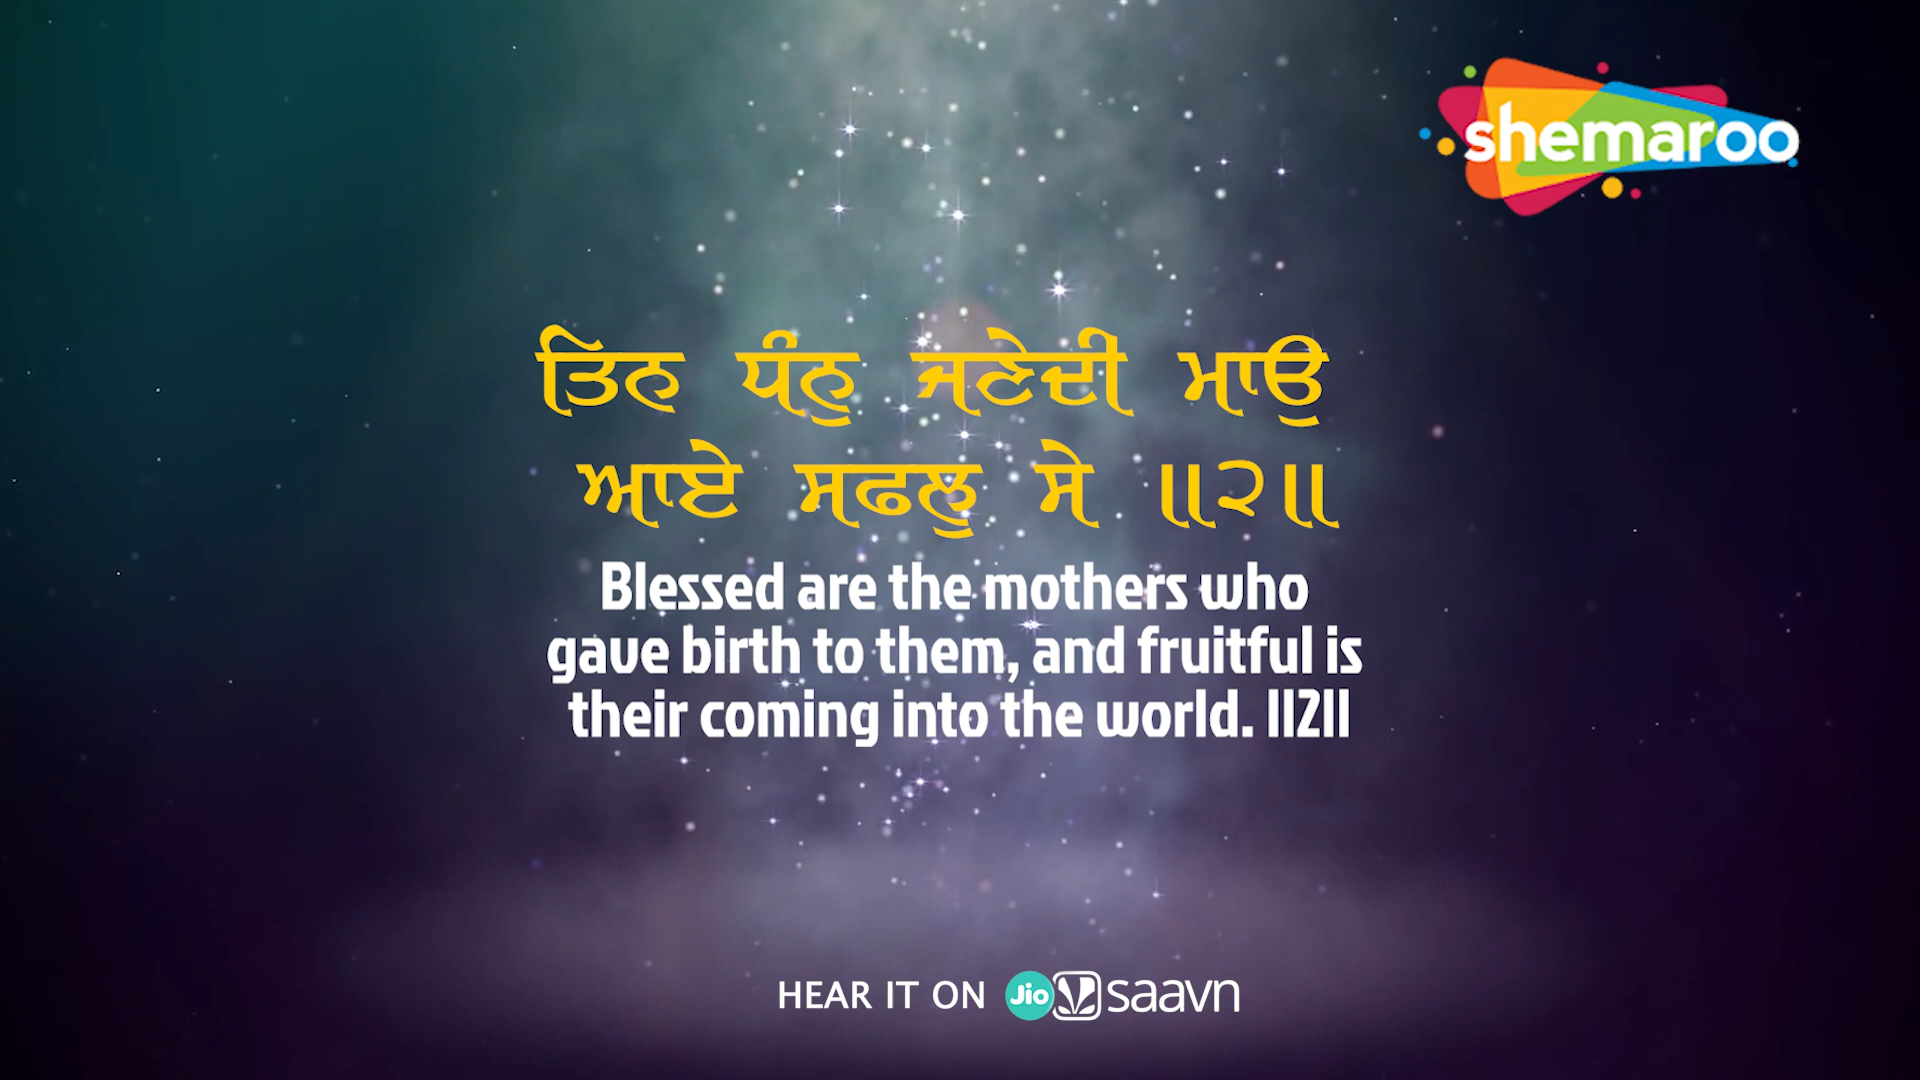 shemaroo
ਤਿਨ ਧੰਨੁ ਜਣੇਦੀ ਮਾਉ
ਆਏ ਸਫਲੁ ਸੇ ॥੨॥
Blessed are the mothers who
gave birth to them, and fruitful is
their coming into the world. ||2||
HEAR IT ON Jio saavn